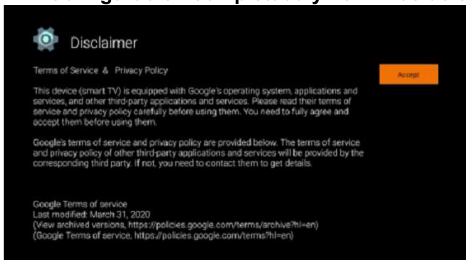 Disclaimer
Terms of Service & Privacy Policy
Accept
This device (smart TV) is equipped with Google's operating system, applications and
services, and other third-party applications and services. Please read their terms of
service and privacy policy carefully before using them. You need to fully agree and
accept them before using them.
Google's terms of service and privacy policy are provided below. The terms of service
and privacy policy of other third-party applications and services will be provided by the
corresponding third party. If not, you need to contact them to get details.
Google Terms of service
Last modified: March 31, 2020
(View archived versions, https://policies.google.com/terms/archive?hl=en)
(Google Terms of service, https://policies.google.com/terms?hl=en)